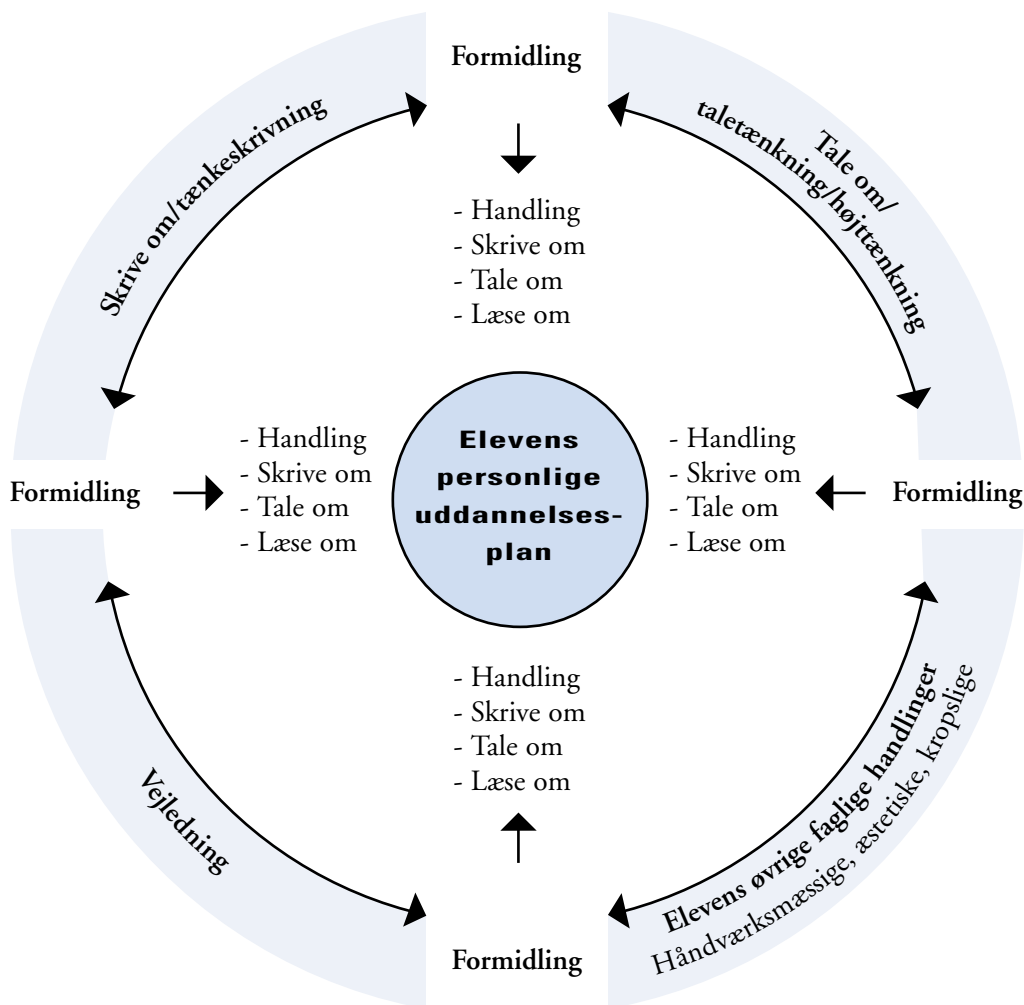 Formidling
Skrive om/tænkeskrivning
Tale om/
taletænkning/højttænkning
- Handling
- Skrive om
- Tale om
- Læse om
Formidling
- Handling
- Skrive om
- Tale om
- Læse om
Elevens
personlige
uddannelses-
plan
- Handling
- Skrive om
- Tale om
- Læse om
Formidling
- Handling
- Skrive om
- Tale om
- Læse om
Vejledning
Elevens øvrige faglige handlinger
Håndværksmæssige, æstetiske, kropslige
Formidling